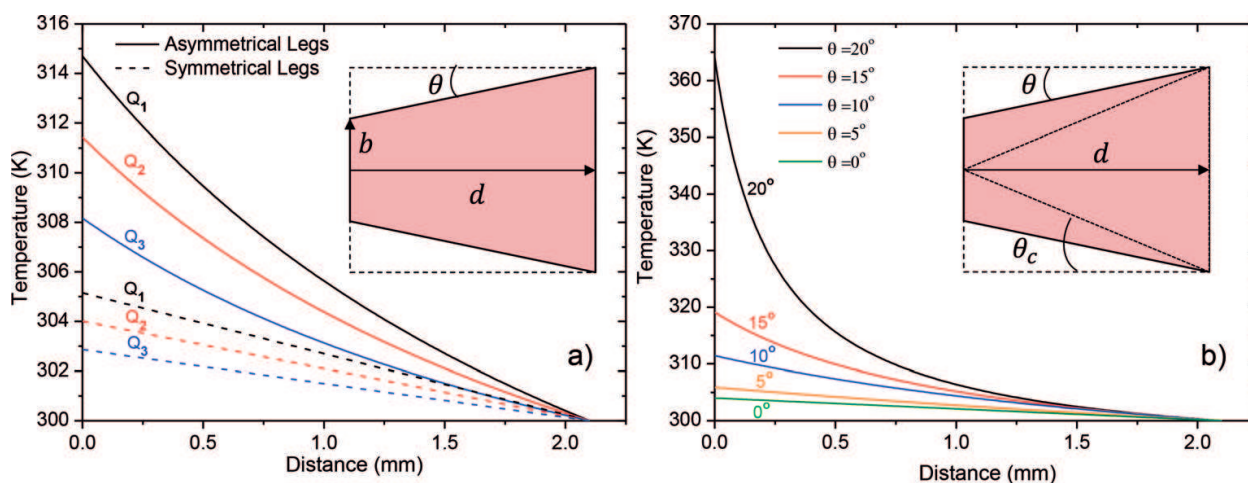 316
314
312
310
308
306
304
302
300
Temperature (K)
Asymmetrical Legs
Symmetrical Legs
Q1
Q2
Q3
Q1
Q2
Q3
θ
b
d
a)
0.0 0.5 1.0 1.5 2.0
Distance (mm)
370
360
350
340
330
320
310
300
Temperature (K)
θ =20°
θ =15°
θ =10°
θ =5°
θ =0°
20°
15°
10°
5°
0°
θ
d
θc
b)
0.0 0.5 1.0 1.5 2.0
Distance (mm)